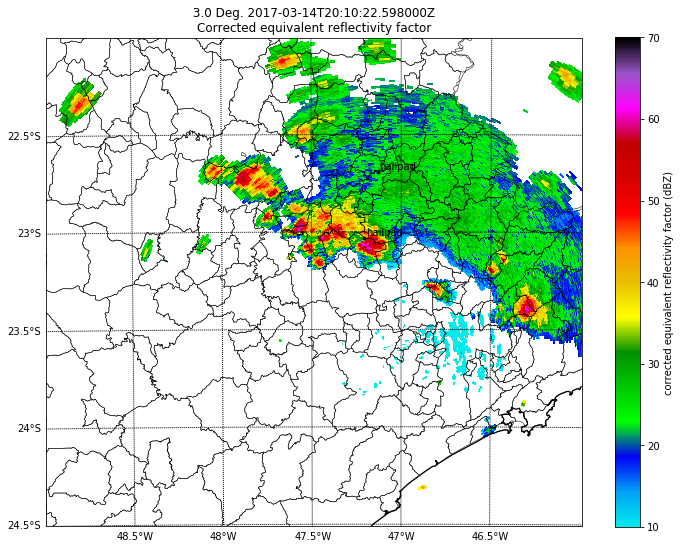 3.0 Deg. 2017-03-14T20:10:22.598000Z
Corrected equivalent reflectivity factor
22.5°S
23°S
23.5°S
24°S
24.5°S
48.5°W
48°W
47.5°W
47°W
46.5°W
hailpad
hailpad
70
60
50
40
30
20
10
corrected equivalent reflectivity factor (dBZ)